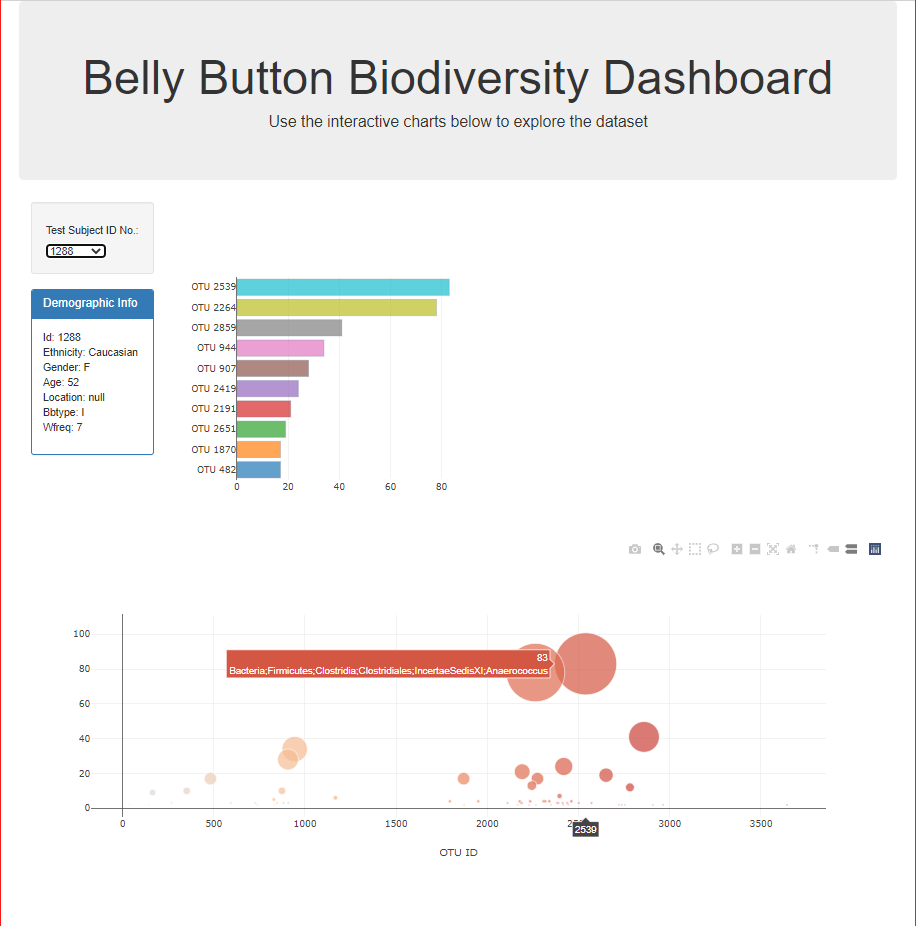 Belly Button Biodiversity Dashboard
Use the interactive charts below to explore the dataset
Test Subject ID No.:
1288
Demographic Info
Id: 1288
Ethnicity: Caucasian
Gender: F
Age: 52
Location: null
Bbtype: I
Wfreq: 7
OTU 2539
OTU 2264
OTU 2859
OTU 944
OTU 907
OTU 2419
OTU 2191
OTU 2651
OTU 1870
OTU 482
0 20 40 60 80
100
80
60
40
20
0
83
Bacteria;Firmicutes;Clostridia;Clostridiales;IncertaeSedisXI;Anaerococcus
0 500 1000 1500 2000 3000 3500
2539
OTU ID